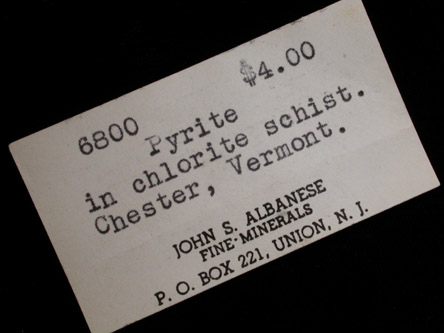 $4.00
6800 Pyrite
in chlorite schist.
Chester, Vermont.
JOHN S. ALBANESE
FINE-MINERALS
P. O. BOX 221, UNION, N. J.